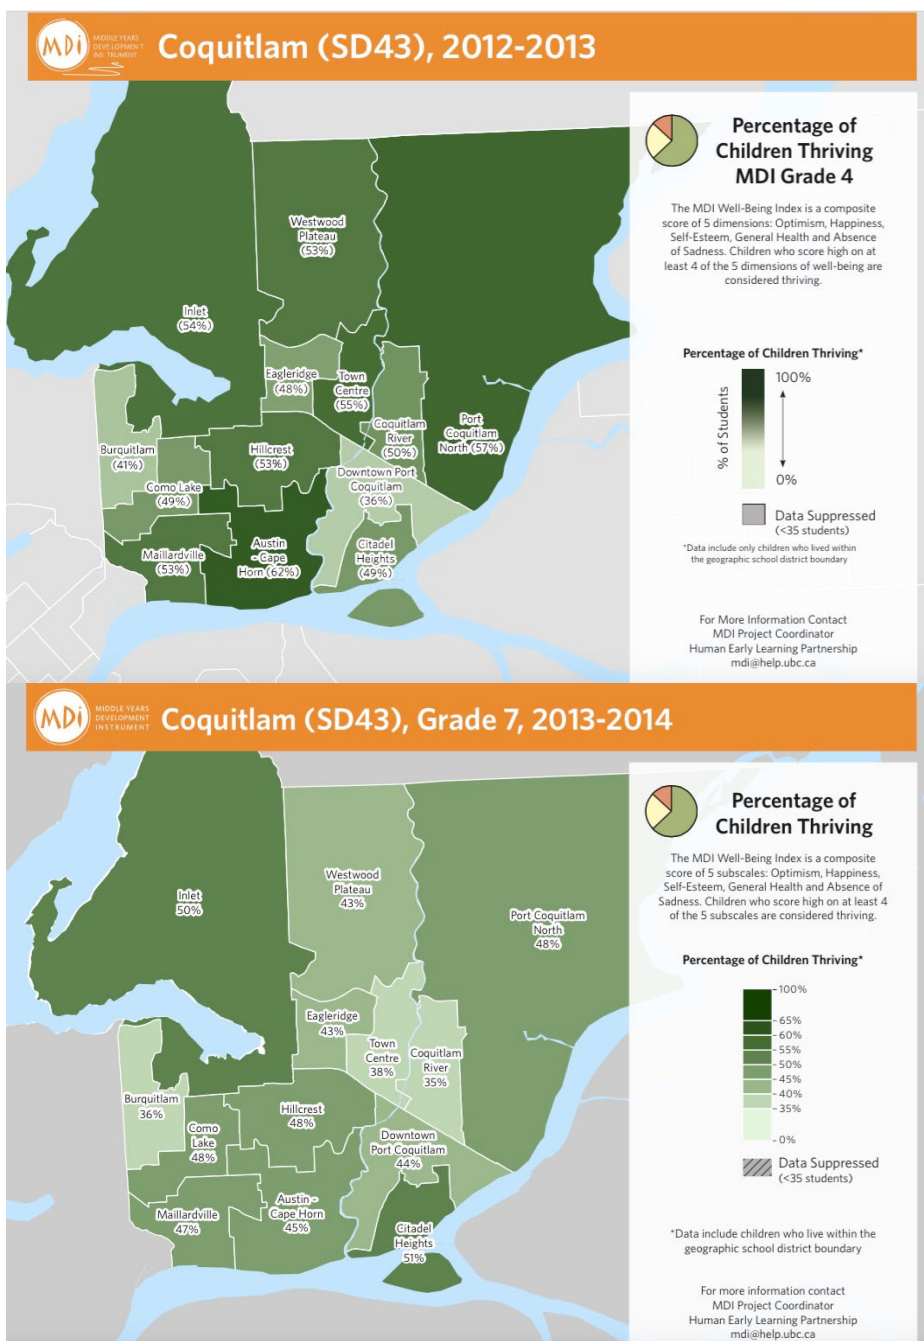 MDi
MIDDLE YEARS
DEVELOPMENT
INSTRUMENT
Coquitlam (SD43), 2012-2013
Percentage of
Children Thriving
MDI Grade 4
The MDI Well-Being Index is a composite
score of 5 dimensions: Optimism, Happiness,
Self-Esteem, General Health and Absence
of Sadness. Children who score high on at
least 4 of the 5 dimensions of well-being are
considered thriving.
Percentage of Children Thriving*
% of Students
100%
0%
Data Suppressed
(<35 students)
*Data include only children who lived within
the geographic school district boundary
For More Information Contact
MDI Project Coordinator
Human Early Learning Partnership
mdi@help.ubc.ca
Westwood
Plateau
(53%)
Inlet
(54%)
Eagleridge
(48%)
Town
Centre
(55%)
Coquitlam
River
(50%)
Port
Coquitlam
North (57%)
Burquitlam
(41%)
Hillcrest
(53%)
Downtown Port
Coquitlam
(36%)
Como Lake
(49%)
Maillardville
(53%)
Austin
- Cape
Horn (62%)
Citadel
Heights
(49%)
MDi
MIDDLE YEARS
DEVELOPMENT
INSTRUMENT
Coquitlam (SD43), Grade 7, 2013-2014
Percentage of
Children Thriving
The MDI Well-Being Index is a composite
score of 5 subscales: Optimism, Happiness,
Self-Esteem, General Health and Absence of
Sadness. Children who score high on at least 4
of the 5 subscales are considered thriving.
Percentage of Children Thriving*
100%
65%
60%
55%
50%
45%
40%
35%
0%
Data Suppressed
(<35 students)
*Data include children who live within the
geographic school district boundary
For more information contact
MDI Project Coordinator
Human Early Learning Partnership
mdi@help.ubc.ca
Inlet
50%
Westwood
Plateau
43%
Port Coquitlam
North
48%
Eagleridge
43%
Town
Centre
38%
Coquitlam
River
35%
Burquitlam
36%
Hillcrest
48%
Como
Lake
48%
Downtown
Port Coquitlam
44%
Maillardville
47%
Austin -
Cape Horn
45%
Citadel
Heights
51%